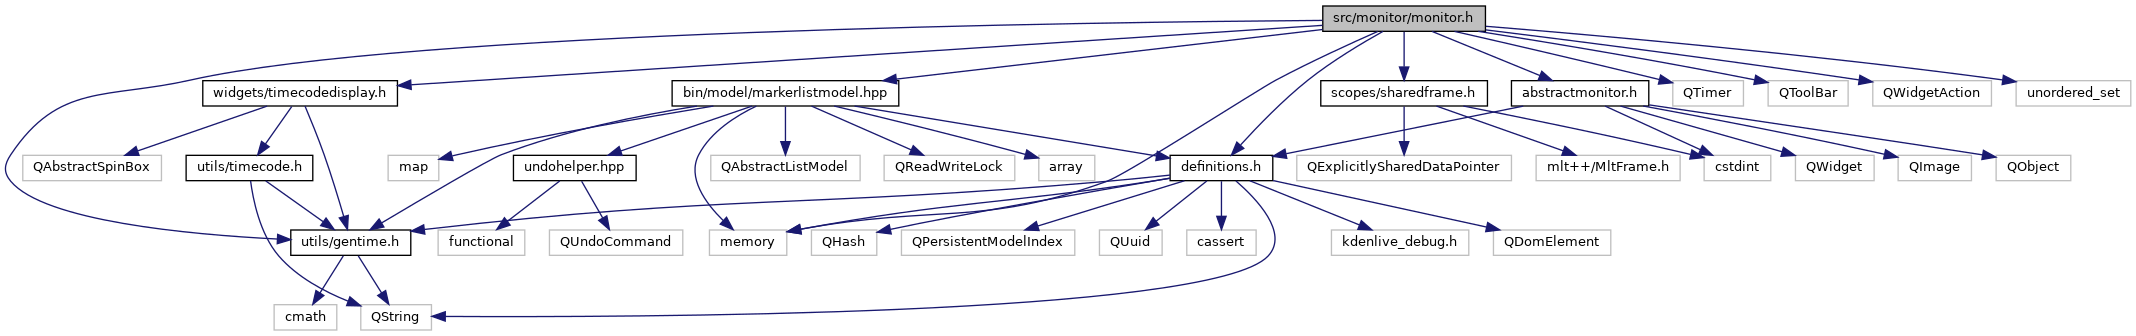 src/monitor/monitor.h
widgets/timecodedisplay.h
bin/model/markerlistmodel.hpp
scopes/sharedframe.h
abstractmonitor.h
QTimer
QToolBar
QWidgetAction
unordered_set
QAbstractSpinBox
utils/timecode.h
map
undohelper.hpp
QAbstractListModel
QReadWriteLock
array
definitions.h
QExplicitlySharedDataPointer
mlt++/MltFrame.h
cstdint
QWidget
QImage
QObject
utils/gentime.h
functional
QUndoCommand
memory
QHash
QPersistentModelIndex
QUuid
cassert
kdenlive_debug.h
QDomElement
cmath
QString